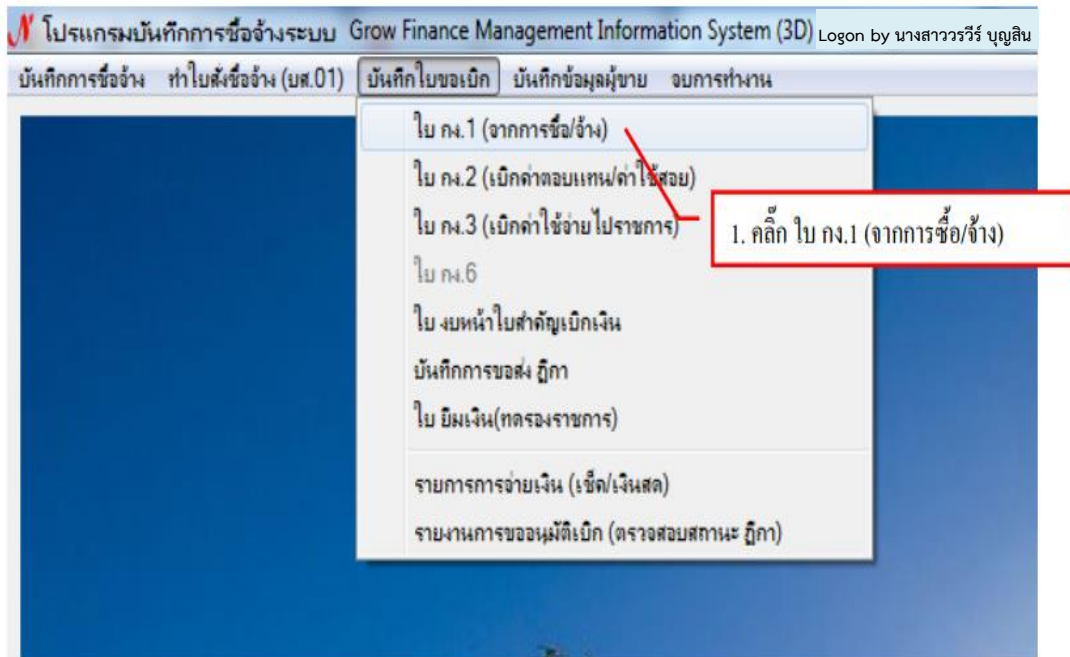 โปรแกรมบันทึกการซื้อจ้างระบบ Grow Finance Management Information System (3D) Logon by นางสาววรวีร์ บุญสิน
บันทึกการซื้อจ้าง ทำใบสั่งซื้อจ้าง (บส.01) บันทึกใบขอเบิก บันทึกข้อมูลผู้ขาย จบการทำงาน
ใบ กง.1 (จากการซื้อ/จ้าง)
ใบ กง.2 (เบิกค่าตอบแทน/ค่าใช้สอย)
ใบ กง.3 (เบิกค่าใช้จ่ายไปราชการ)
1. คลิ๊ก ใบ กง.1 (จากการซื้อ/จ้าง)
ใบ กง.6
ใบ งบหน้าใบสำคัญเบิกเงิน
บันทึกการขอส่ง ฎีกา
ใบ ยืมเงิน(ทดรองราชการ)
รายการการจ่ายเงิน (เช็ค/เงินสด)
รายงานการขออนุมัติเบิก (ตรวจสอบสถานะ ฎีกา)